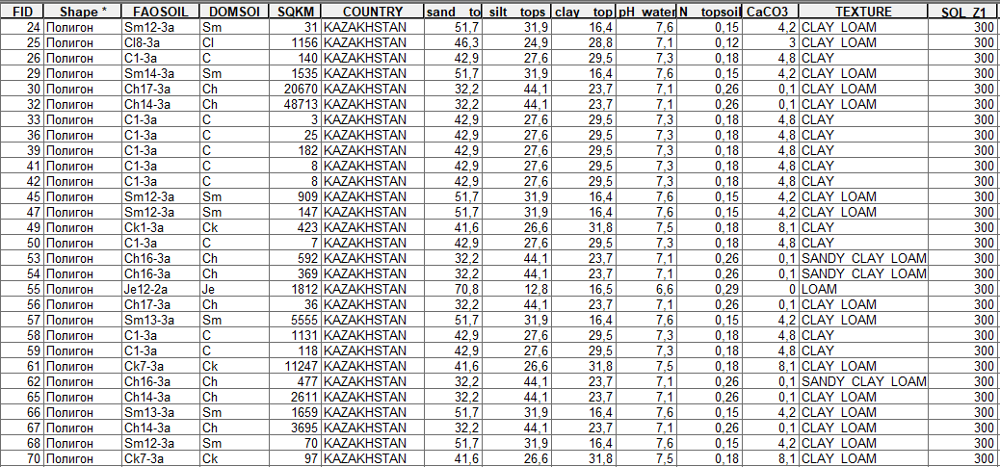 FID Shape * FAOSOIL DOMSOI SQKM COUNTRY sand to silt tops clay top pH water N topsoil CaCO3 TEXTURE SOL_Z1
24 Полигон Sm12-3a Sm 31 KAZAKHSTAN 51,7 31,9 16,4 7,6 0,15 4,2 CLAY LOAM 300
25 Полигон Cl8-3a Cl 1156 KAZAKHSTAN 46,3 24,9 28,8 7,1 0,12 3 CLAY LOAM 300
26 Полигон C1-3a C 140 KAZAKHSTAN 42,9 27,6 29,5 7,3 0,18 4,8 CLAY 300
29 Полигон Sm14-3a Sm 1535 KAZAKHSTAN 51,7 31,9 16,4 7,6 0,15 4,2 CLAY LOAM 300
30 Полигон Ch17-3a Ch 20670 KAZAKHSTAN 32,2 44,1 23,7 7,1 0,26 0,1 CLAY LOAM 300
32 Полигон Ch14-3a Ch 48713 KAZAKHSTAN 32,2 44,1 23,7 7,1 0,26 0,1 CLAY LOAM 300
33 Полигон C1-3a C 3 KAZAKHSTAN 42,9 27,6 29,5 7,3 0,18 4,8 CLAY 300
36 Полигон C1-3a C 25 KAZAKHSTAN 42,9 27,6 29,5 7,3 0,18 4,8 CLAY 300
39 Полигон C1-3a C 182 KAZAKHSTAN 42,9 27,6 29,5 7,3 0,18 4,8 CLAY 300
41 Полигон C1-3a C 8 KAZAKHSTAN 42,9 27,6 29,5 7,3 0,18 4,8 CLAY 300
42 Полигон C1-3a C 8 KAZAKHSTAN 42,9 27,6 29,5 7,3 0,18 4,8 CLAY 300
45 Полигон Sm12-3a Sm 909 KAZAKHSTAN 51,7 31,9 16,4 7,6 0,15 4,2 CLAY LOAM 300
47 Полигон Sm12-3a Sm 147 KAZAKHSTAN 51,7 31,9 16,4 7,6 0,15 4,2 CLAY LOAM 300
49 Полигон Ck1-3a Ck 423 KAZAKHSTAN 41,6 26,6 31,8 7,5 0,18 8,1 CLAY 300
50 Полигон C1-3a C 7 KAZAKHSTAN 42,9 27,6 29,5 7,3 0,18 4,8 CLAY 300
53 Полигон Ch16-3a Ch 592 KAZAKHSTAN 32,2 44,1 23,7 7,1 0,26 0,1 SANDY CLAY LOAM 300
54 Полигон Ch16-3a Ch 369 KAZAKHSTAN 32,2 44,1 23,7 7,1 0,26 0,1 SANDY CLAY LOAM 300
55 Полигон Je12-2a Je 1812 KAZAKHSTAN 70,8 12,8 16,5 6,6 0,29 0 LOAM 300
56 Полигон Ch17-3a Ch 36 KAZAKHSTAN 32,2 44,1 23,7 7,1 0,26 0,1 CLAY LOAM 300
57 Полигон Sm13-3a Sm 5555 KAZAKHSTAN 51,7 31,9 16,4 7,6 0,15 4,2 CLAY LOAM 300
58 Полигон C1-3a C 1131 KAZAKHSTAN 42,9 27,6 29,5 7,3 0,18 4,8 CLAY 300
59 Полигон C1-3a C 118 KAZAKHSTAN 42,9 27,6 29,5 7,3 0,18 4,8 CLAY 300
61 Полигон Ck7-3a Ck 11247 KAZAKHSTAN 41,6 26,6 31,8 7,5 0,18 8,1 CLAY LOAM 300
62 Полигон Ch16-3a Ch 477 KAZAKHSTAN 32,2 44,1 23,7 7,1 0,26 0,1 SANDY CLAY LOAM 300
65 Полигон Ch14-3a Ch 2611 KAZAKHSTAN 32,2 44,1 23,7 7,1 0,26 0,1 CLAY LOAM 300
66 Полигон Sm13-3a Sm 1659 KAZAKHSTAN 51,7 31,9 16,4 7,6 0,15 4,2 CLAY LOAM 300
67 Полигон Ch14-3a Ch 3695 KAZAKHSTAN 32,2 44,1 23,7 7,1 0,26 0,1 CLAY LOAM 300
68 Полигон Sm12-3a Sm 70 KAZAKHSTAN 51,7 31,9 16,4 7,6 0,15 4,2 CLAY LOAM 300
70 Полигон Ck7-3a Ck 97 KAZAKHSTAN 41,6 26,6 31,8 7,5 0,18 8,1 CLAY LOAM 300